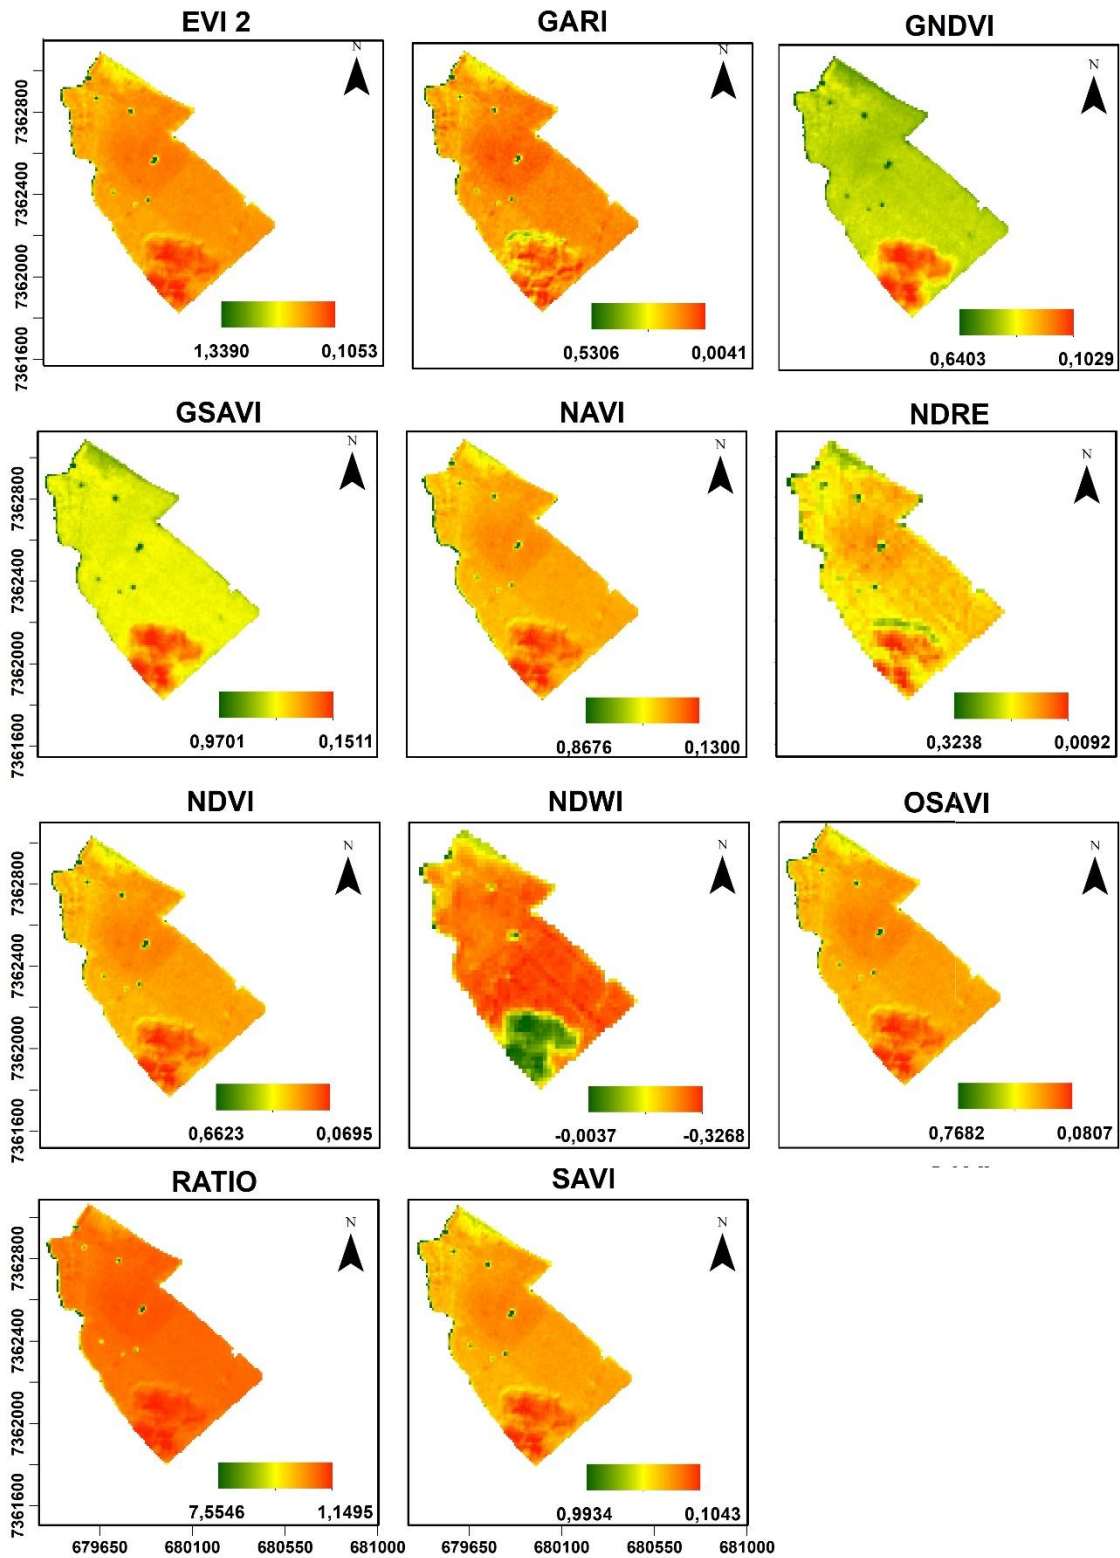 EVI 2
GARI
GNDVI
N
N
N
7362800
7362400
7362000
7361600
1,3390 0,1053
0,5306 0,0041
0,6403 0,1029
GSAVI
NAVI
NDRE
N
N
N
7362800
7362400
7362000
7361600
0,9701 0,1511
0,8676 0,1300
0,3238 0,0092
NDVI
NDWI
OSAVI
N
N
N
7362800
7362400
7362000
7361600
0,6623 0,0695
-0,0037 -0,3268
0,7682 0,0807
RATIO
SAVI
N
N
7362800
7362400
7362000
7361600
7,5546 1,1495
0,9934 0,1043
679650 680100 680550 681000
679650 680100 680550 681000